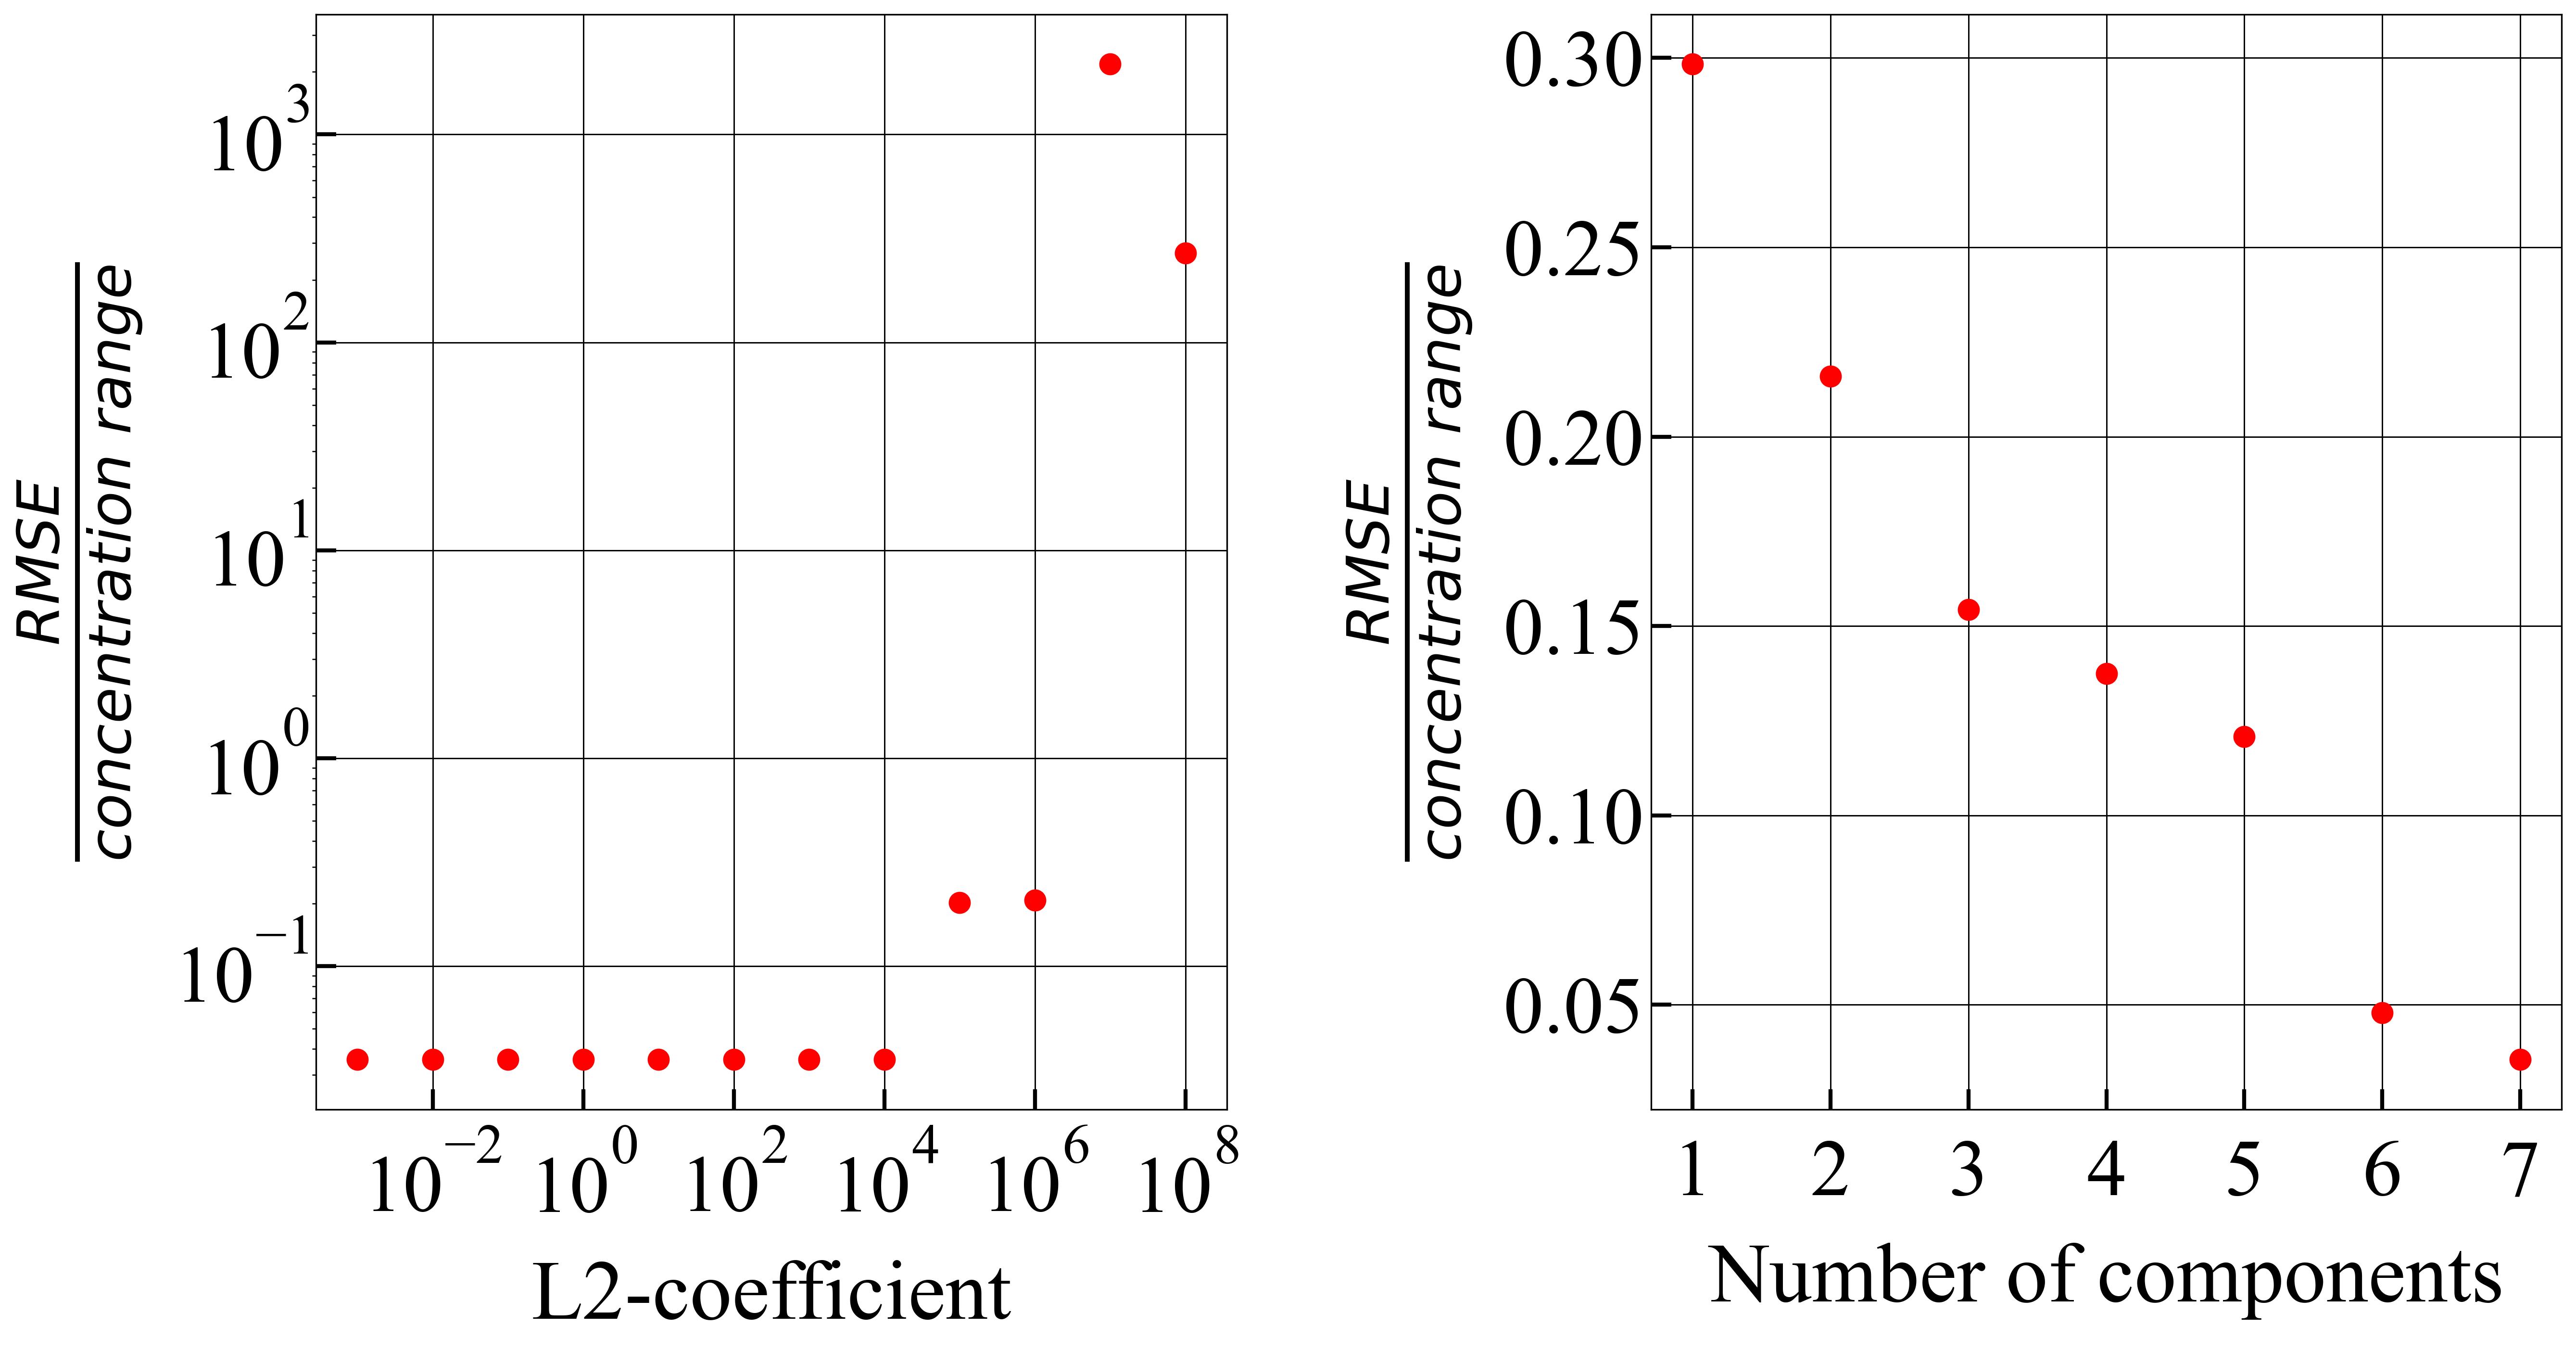 RMSE
concentration range
10^3
10^2
10^1
10^0
10^−1
10^−2 10^0 10^2 10^4 10^6 10^8
L2-coefficient
RMSE
concentration range
0.30
0.25
0.20
0.15
0.10
0.05
1 2 3 4 5 6 7
Number of components